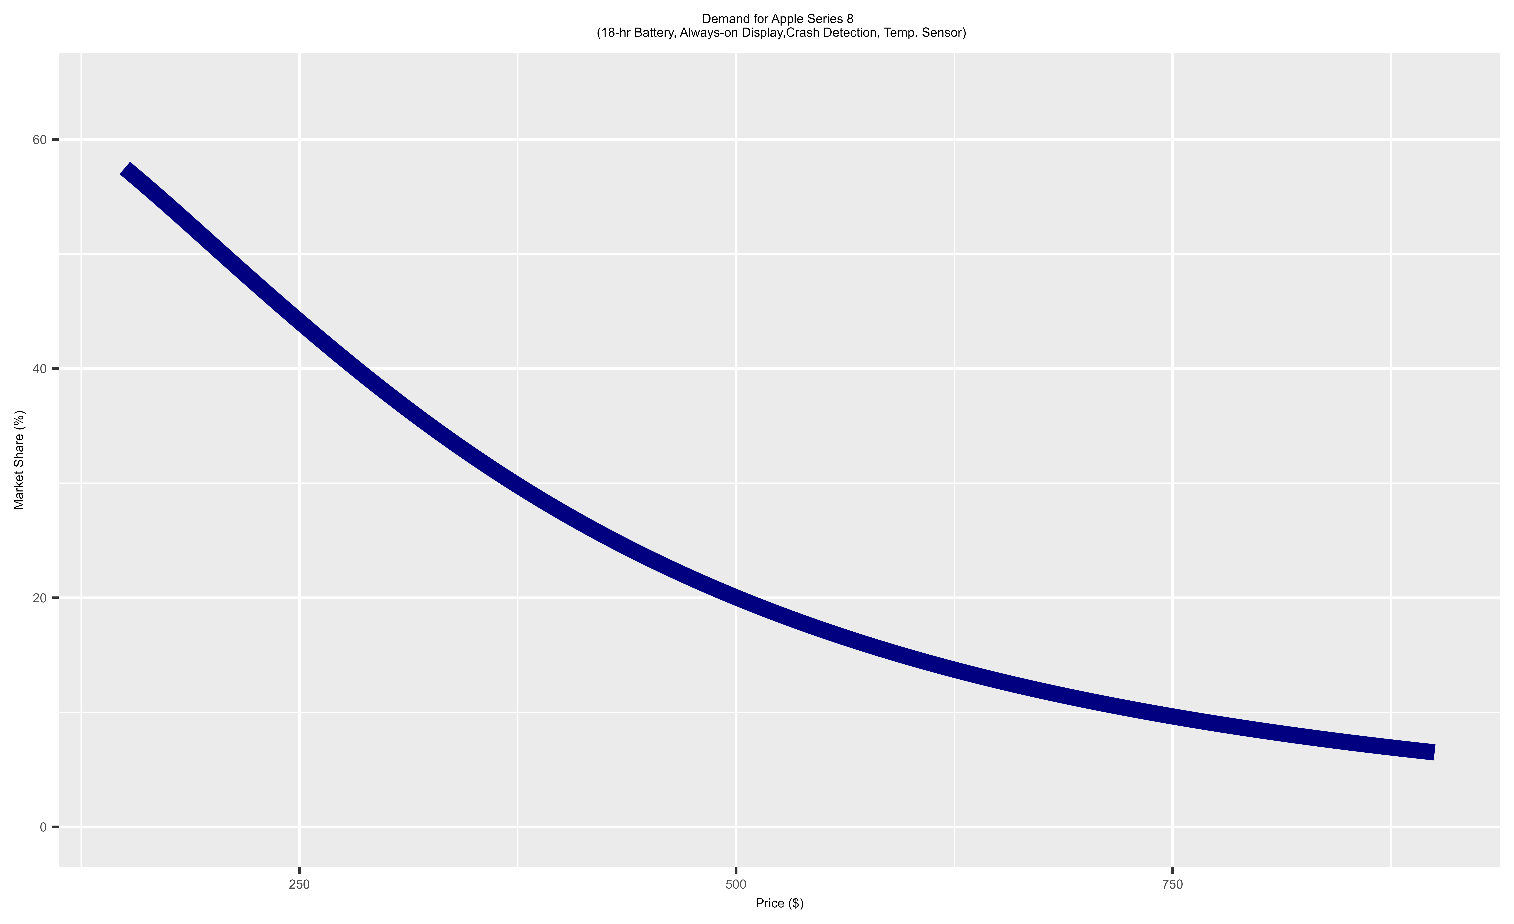 Demand for Apple Series 8
(18-hr Battery, Always-on Display,Crash Detection, Temp. Sensor)
60
40
20
0
Market Share (%)
250
500
750
Price ($)